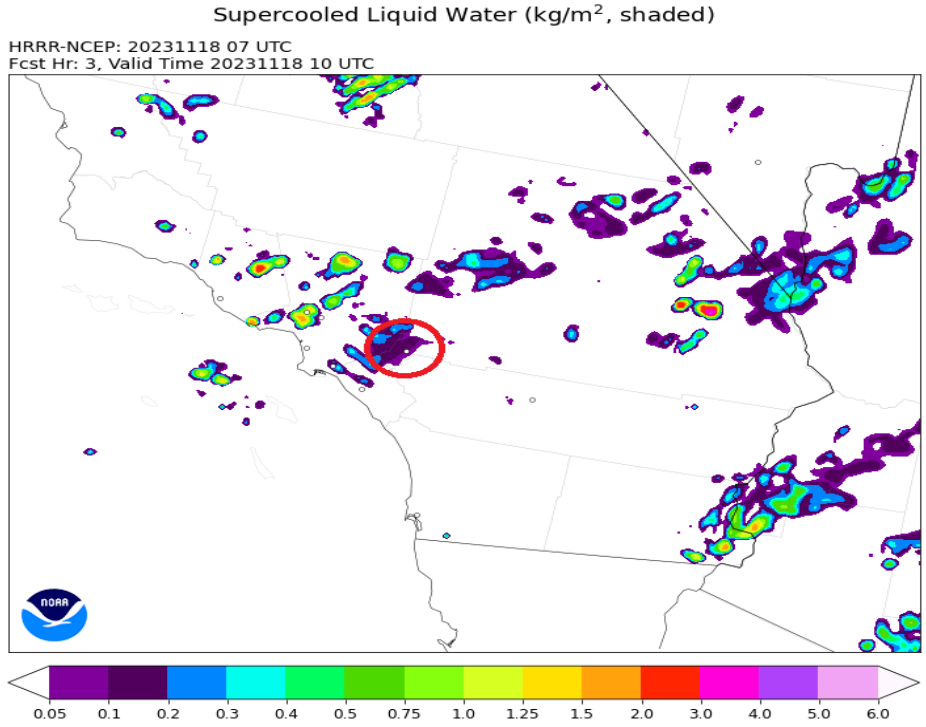 Supercooled Liquid Water (kg/m², shaded)
HRRR-NCEP: 20231118 07 UTC
Fcst Hr: 3, Valid Time 20231118 10 UTC
NOAA
0.05 0.1 0.2 0.3 0.4 0.5 0.75 1.0 1.25 1.5 2.0 3.0 4.0 5.0 6.0